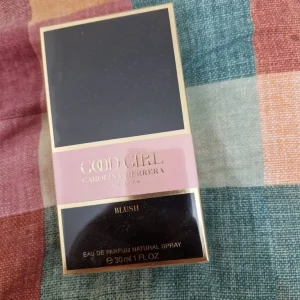 GOOD GIRL
CAROLINA HERRERA
BLUSH
EAU DE PARFUM NATURAL SPRAY
℮ 30 ml 1 FL OZ